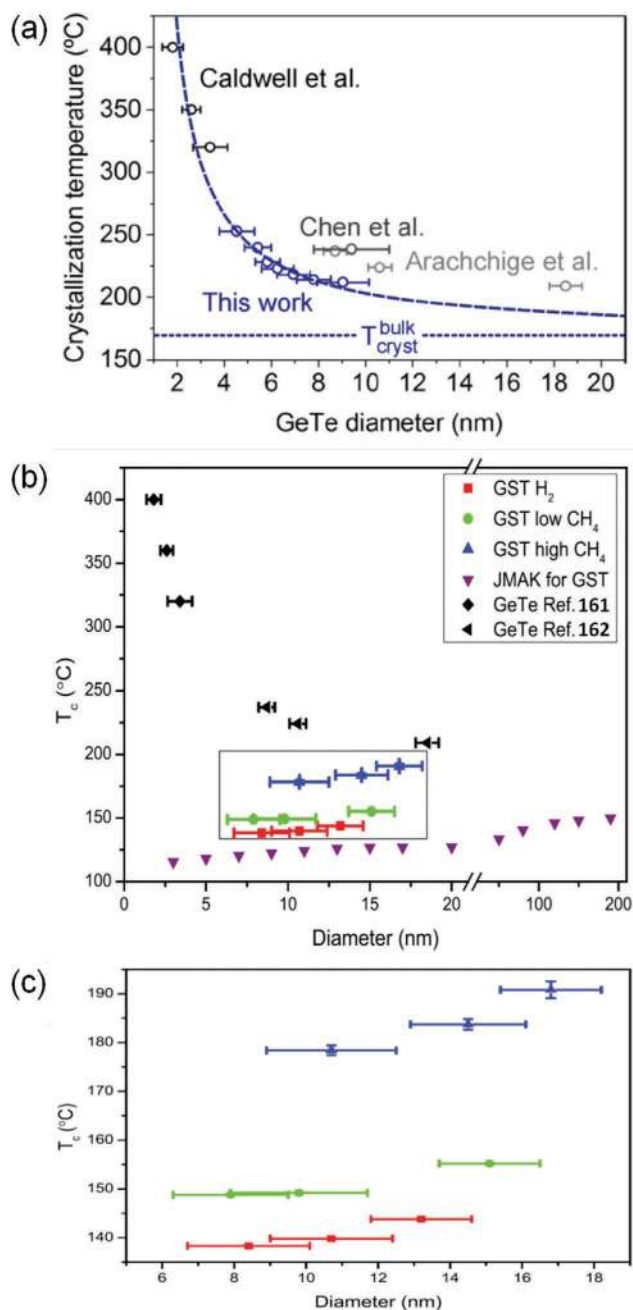 (a)
Crystallization temperature (ºC)
400
350
300
250
200
150
Caldwell et al.
Chen et al.
Arachchige et al.
This work
T bulk cryst
2 4 6 8 10 12 14 16 18 20
GeTe diameter (nm)
(b)
T_c (°C)
400
350
300
250
200
150
100
GST H₂
GST low CH₄
GST high CH₄
JMAK for GST
GeTe Ref. 161
GeTe Ref. 162
0 5 10 15 20 100 200
Diameter (nm)
(c)
T_c (°C)
190
180
170
160
150
140
6 8 10 12 14 16 18
Diameter (nm)